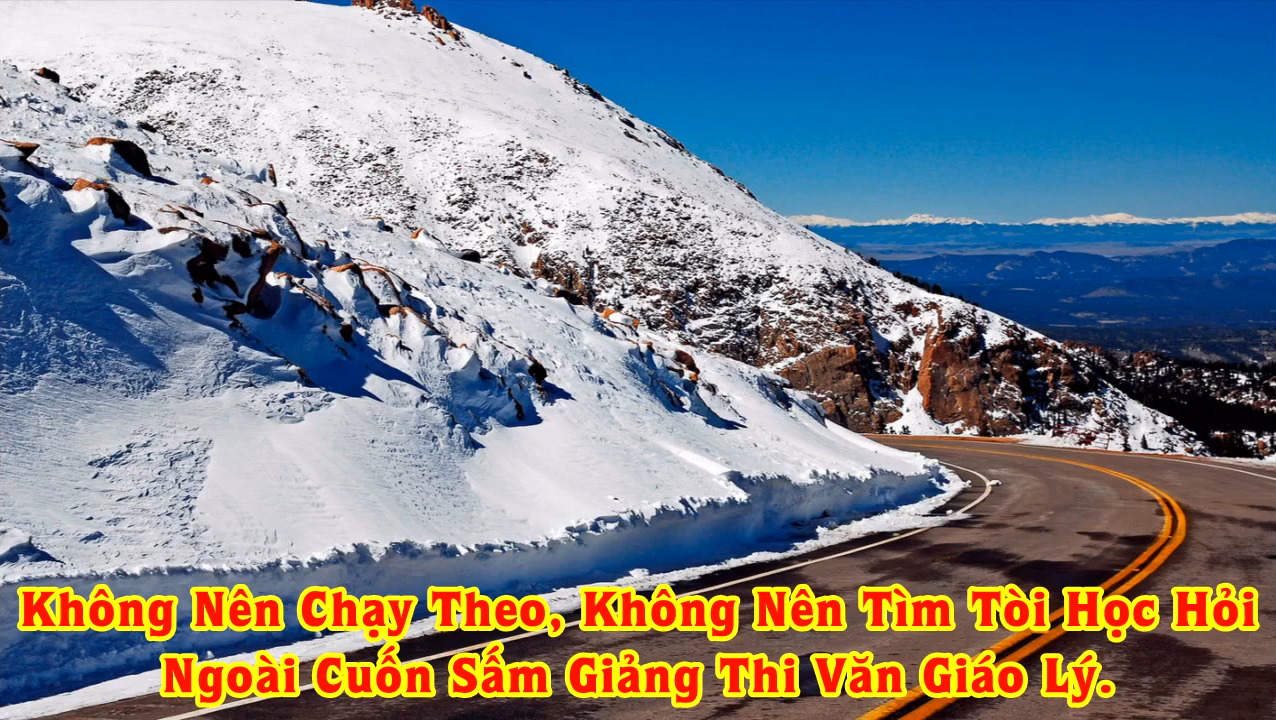 Không Nên Chạy Theo, Không Nên Tìm Tòi Học Hỏi
Ngoài Cuốn Sấm Giảng Thi Văn Giáo Lý.